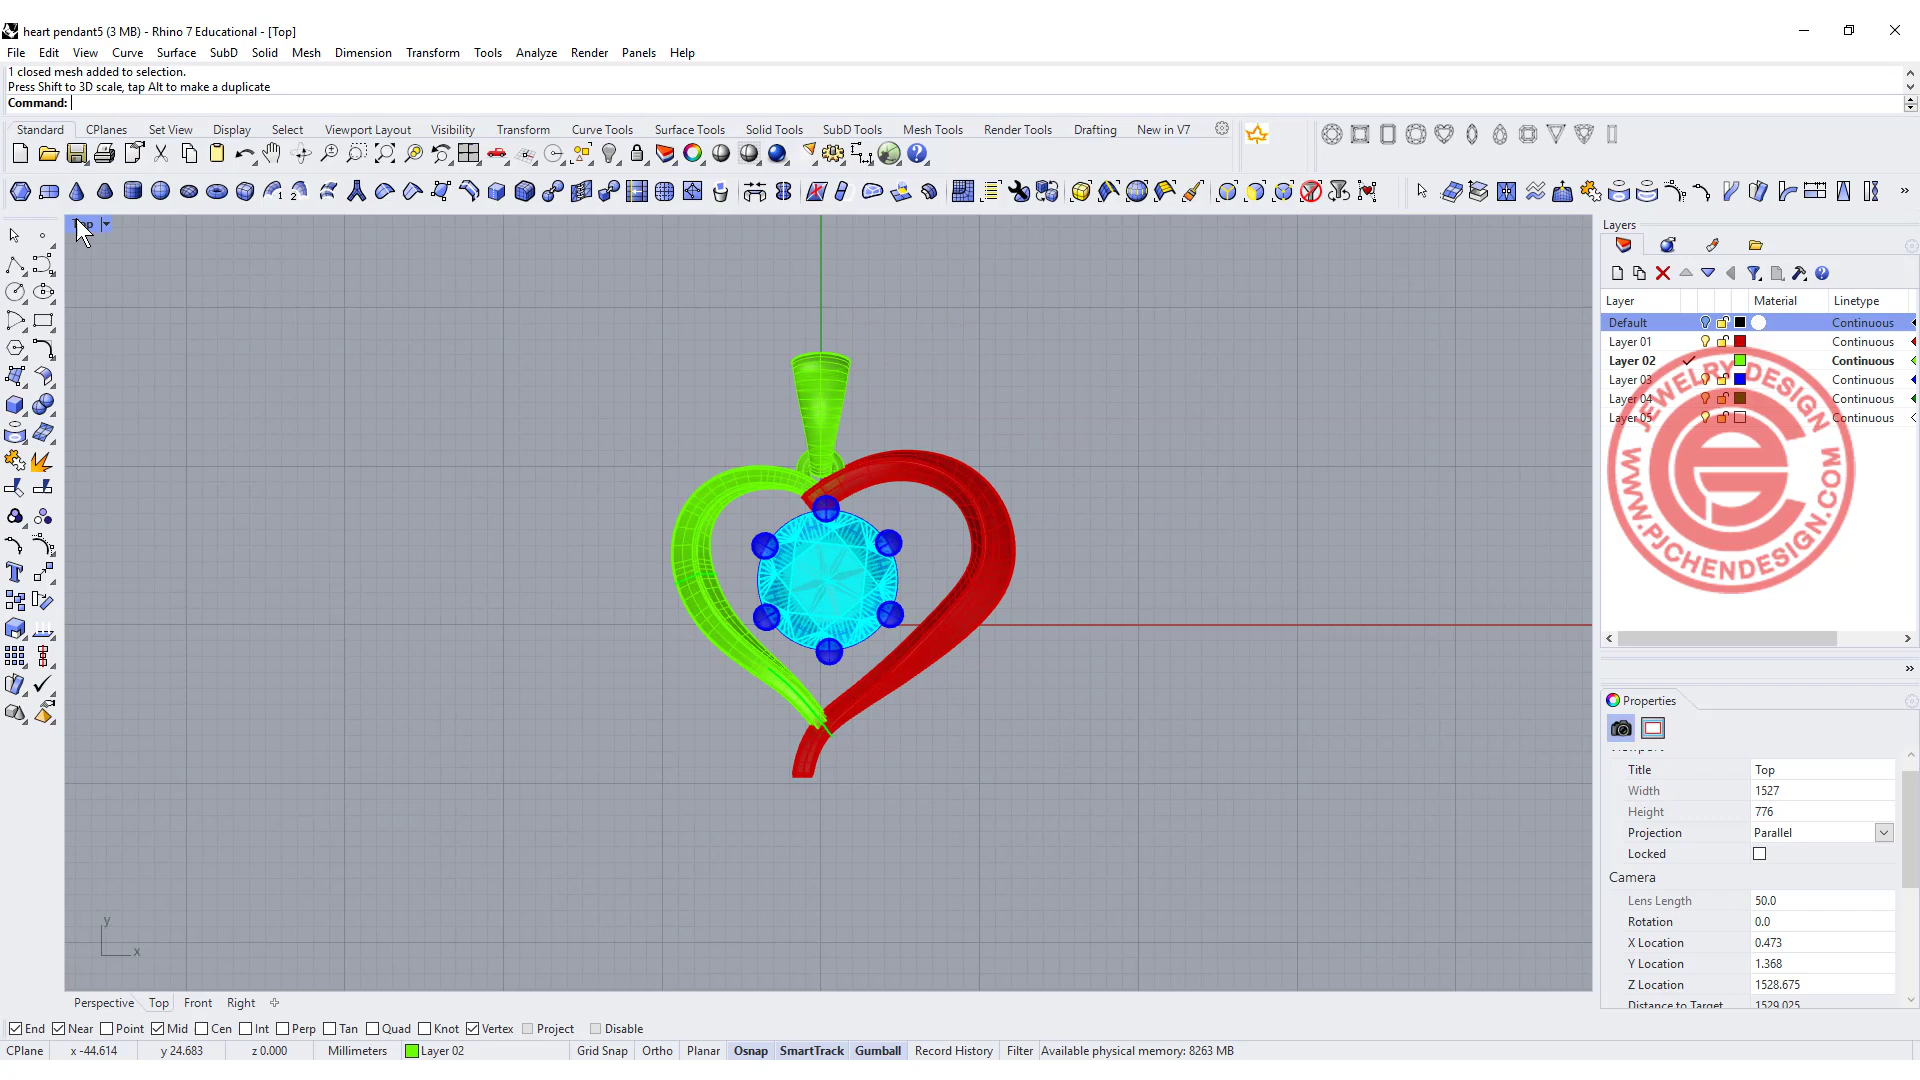 heart pendant5 (3 MB) - Rhino 7 Educational - [Top]
File Edit View Curve Surface SubD Solid Mesh Dimension Transform Tools Analyze Render Panels Help
1 closed mesh added to selection.
Press Shift to 3D scale, tap Alt to make a duplicate
Command:
Standard CPlanes Set View Display Select Viewport Layout Visibility Transform Curve Tools Surface Tools Solid Tools SubD Tools Mesh Tools Render Tools Drafting New in V7
Layers
Layer Material Linetype
Default Continuous
Layer 01 Continuous
Layer 02 Continuous
Layer 03 Continuous
Layer 04 Continuous
Layer 05 Continuous
JEWELRY DESIGN
WWW.PJCHENDESIGN.COM
Properties
Title Top
Width 1527
Height 776
Projection Parallel
Locked
Camera
Lens Length 50.0
Rotation 0.0
X Location 0.473
Y Location 1.368
Z Location 1528.675
Distance to Target 1529.025
y
x
Perspective Top Front Right
End Near Point Mid Cen Int Perp Tan Quad Knot Vertex Project Disable
CPlane x -44.614 y 24.683 z 0.000 Millimeters Layer 02 Grid Snap Ortho Planar Osnap SmartTrack Gumball Record History Filter Available physical memory: 8263 MB